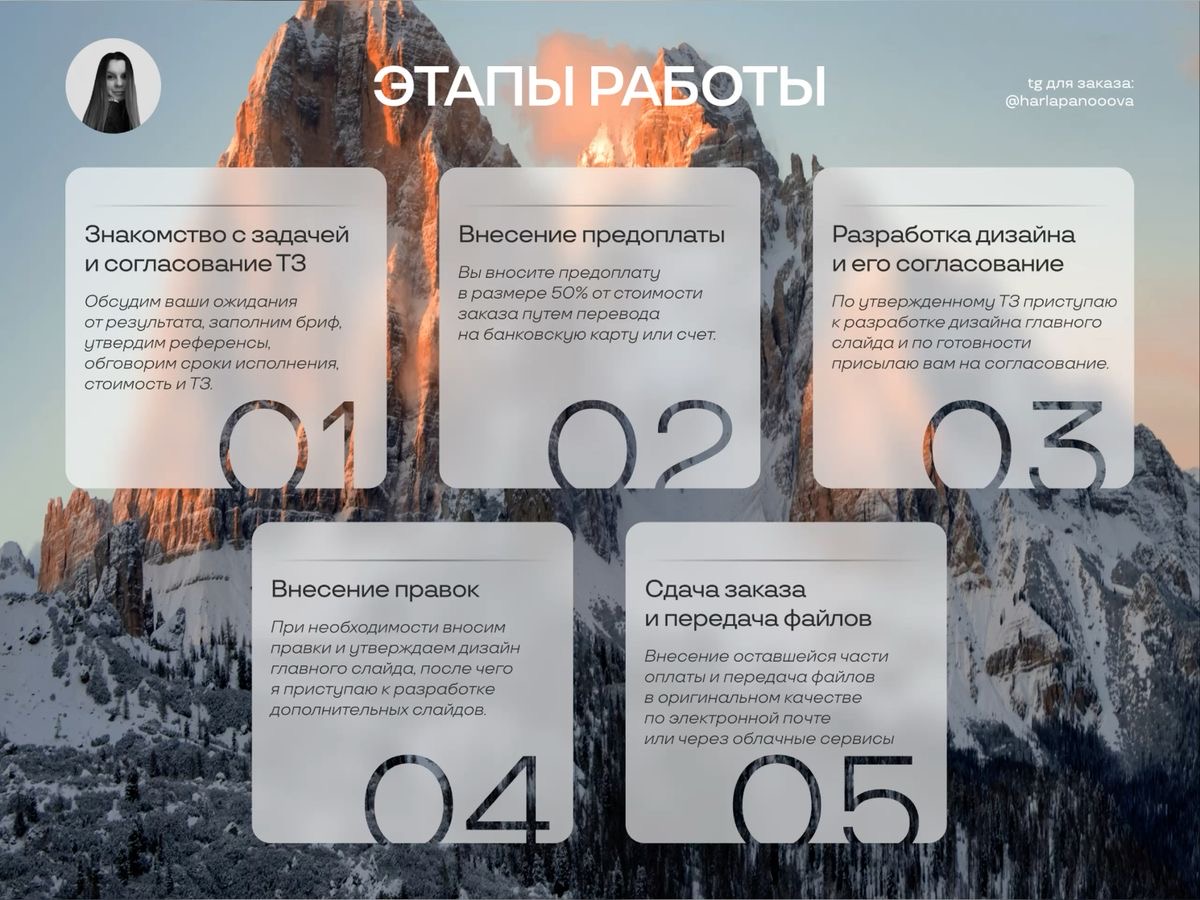 ЭТАПЫ РАБОТЫ
tg для заказа:
@harlapanooova
Знакомство с задачей
и согласование ТЗ
Обсудим ваши ожидания
от результата, заполним бриф,
утвердим референсы,
обговорим сроки исполнения,
стоимость и ТЗ.
01
Внесение предоплаты
Вы вносите предоплату
в размере 50% от стоимости
заказа путем перевода
на банковскую карту или счет.
02
Разработка дизайна
и его согласование
По утвержденному ТЗ приступаю
к разработке дизайна главного
слайда и по готовности
присылаю вам на согласование.
03
Внесение правок
При необходимости вносим
правки и утверждаем дизайн
главного слайда, после чего
я приступаю к разработке
дополнительных слайдов.
04
Сдача заказа
и передача файлов
Внесение оставшейся части
оплаты и передача файлов
в оригинальном качестве
по электронной почте
или через облачные сервисы
05